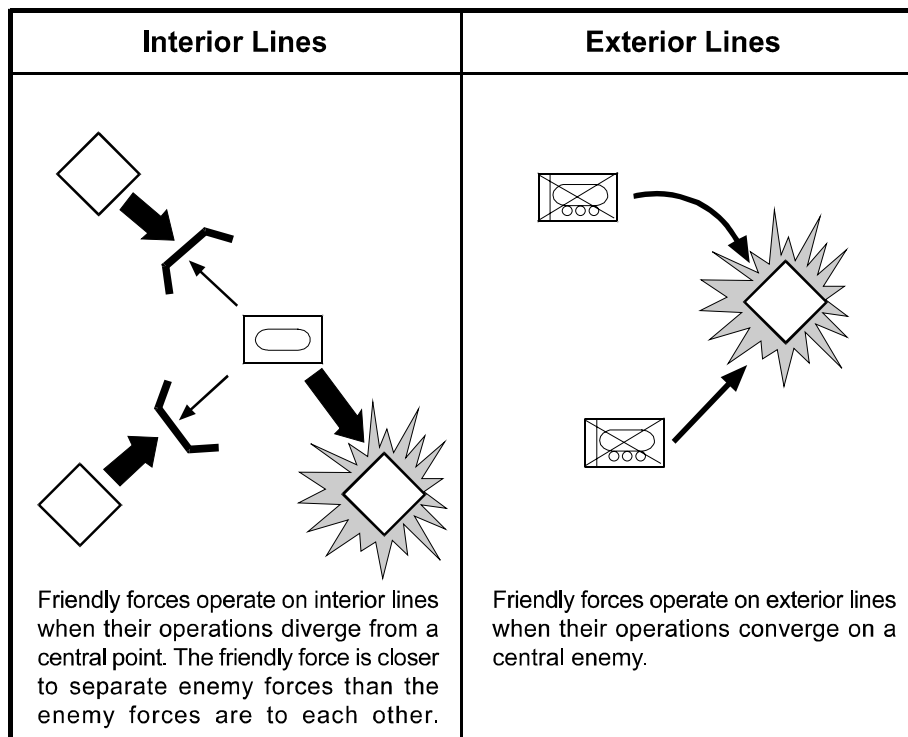 Interior Lines
Exterior Lines
Friendly forces operate on interior lines
when their operations diverge from a
central point. The friendly force is closer
to separate enemy forces than the
enemy forces are to each other.
Friendly forces operate on exterior lines
when their operations converge on a
central enemy.